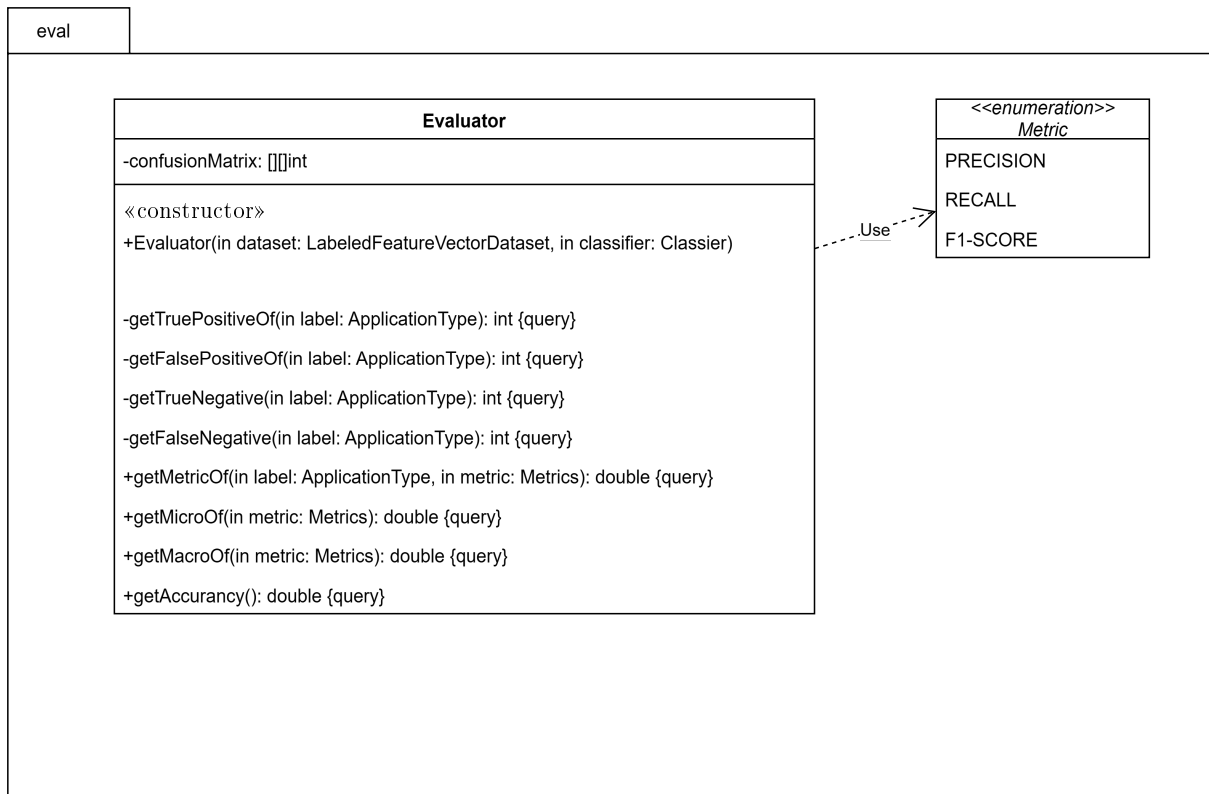 eval
Evaluator
-confusionMatrix: [][]int
«constructor»
+Evaluator(in dataset: LabeledFeatureVectorDataset, in classifier: Classier)
-getTruePositiveOf(in label: ApplicationType): int {query}
-getFalsePositiveOf(in label: ApplicationType): int {query}
-getTrueNegative(in label: ApplicationType): int {query}
-getFalseNegative(in label: ApplicationType): int {query}
+getMetricOf(in label: ApplicationType, in metric: Metrics): double {query}
+getMicroOf(in metric: Metrics): double {query}
+getMacroOf(in metric: Metrics): double {query}
+getAccurancy(): double {query}
Use
<<enumeration>>
Metric
PRECISION
RECALL
F1-SCORE